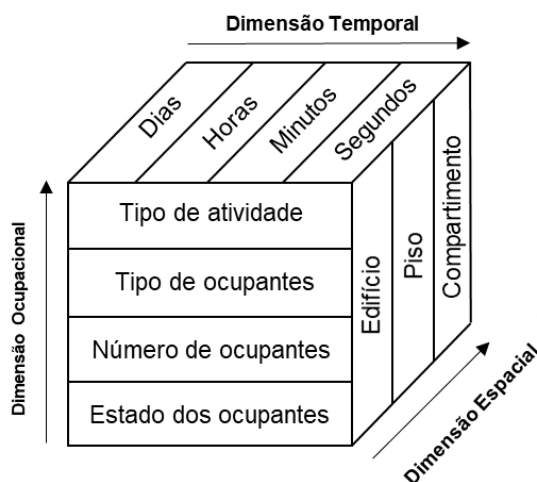 Dimensão Temporal
Dias
Horas
Minutos
Segundos
Dimensão Ocupacional
Tipo de atividade
Tipo de ocupantes
Número de ocupantes
Estado dos ocupantes
Edifício
Piso
Compartimento
Dimensão Espacial